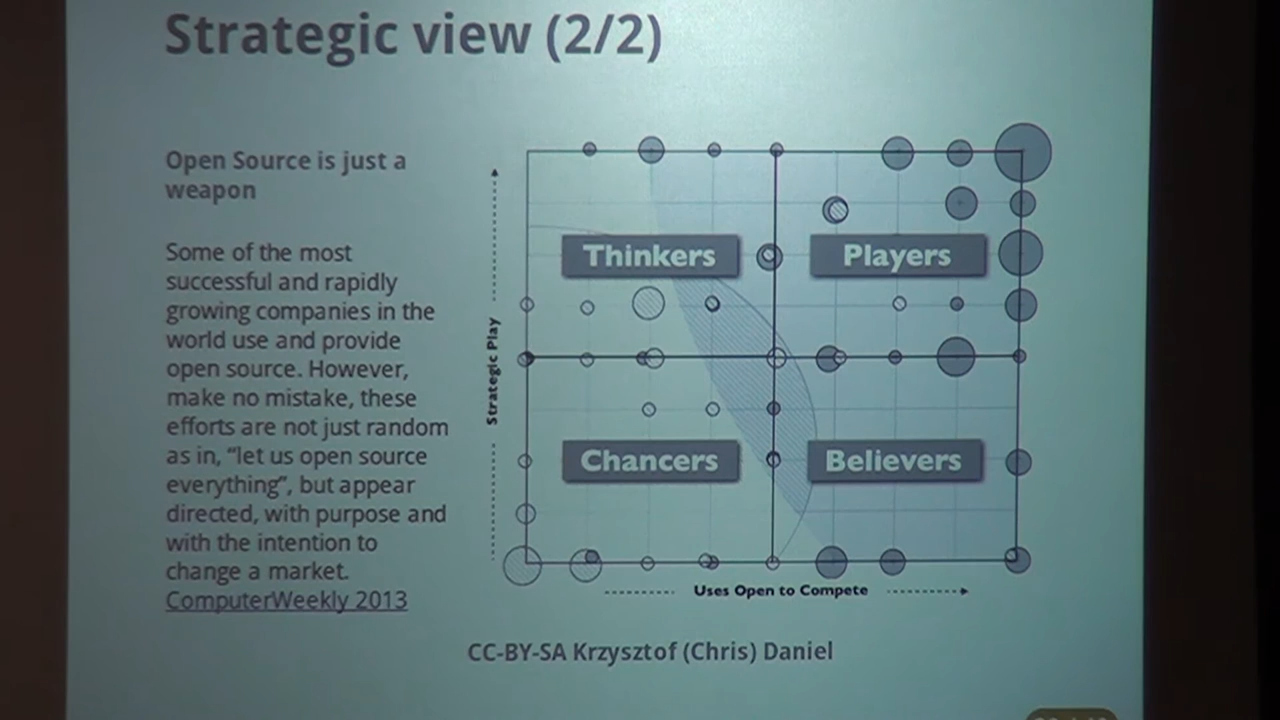 Strategic view (2/2)
Open Source is just a
weapon
Some of the most
successful and rapidly
growing companies in the
world use and provide
open source. However,
make no mistake, these
efforts are not just random
as in, “let us open source
everything”, but appear
directed, with purpose and
with the intention to
change a market.
ComputerWeekly 2013
Strategic Play
Thinkers
Players
Chancers
Believers
Uses Open to Compete
CC-BY-SA Krzysztof (Chris) Daniel